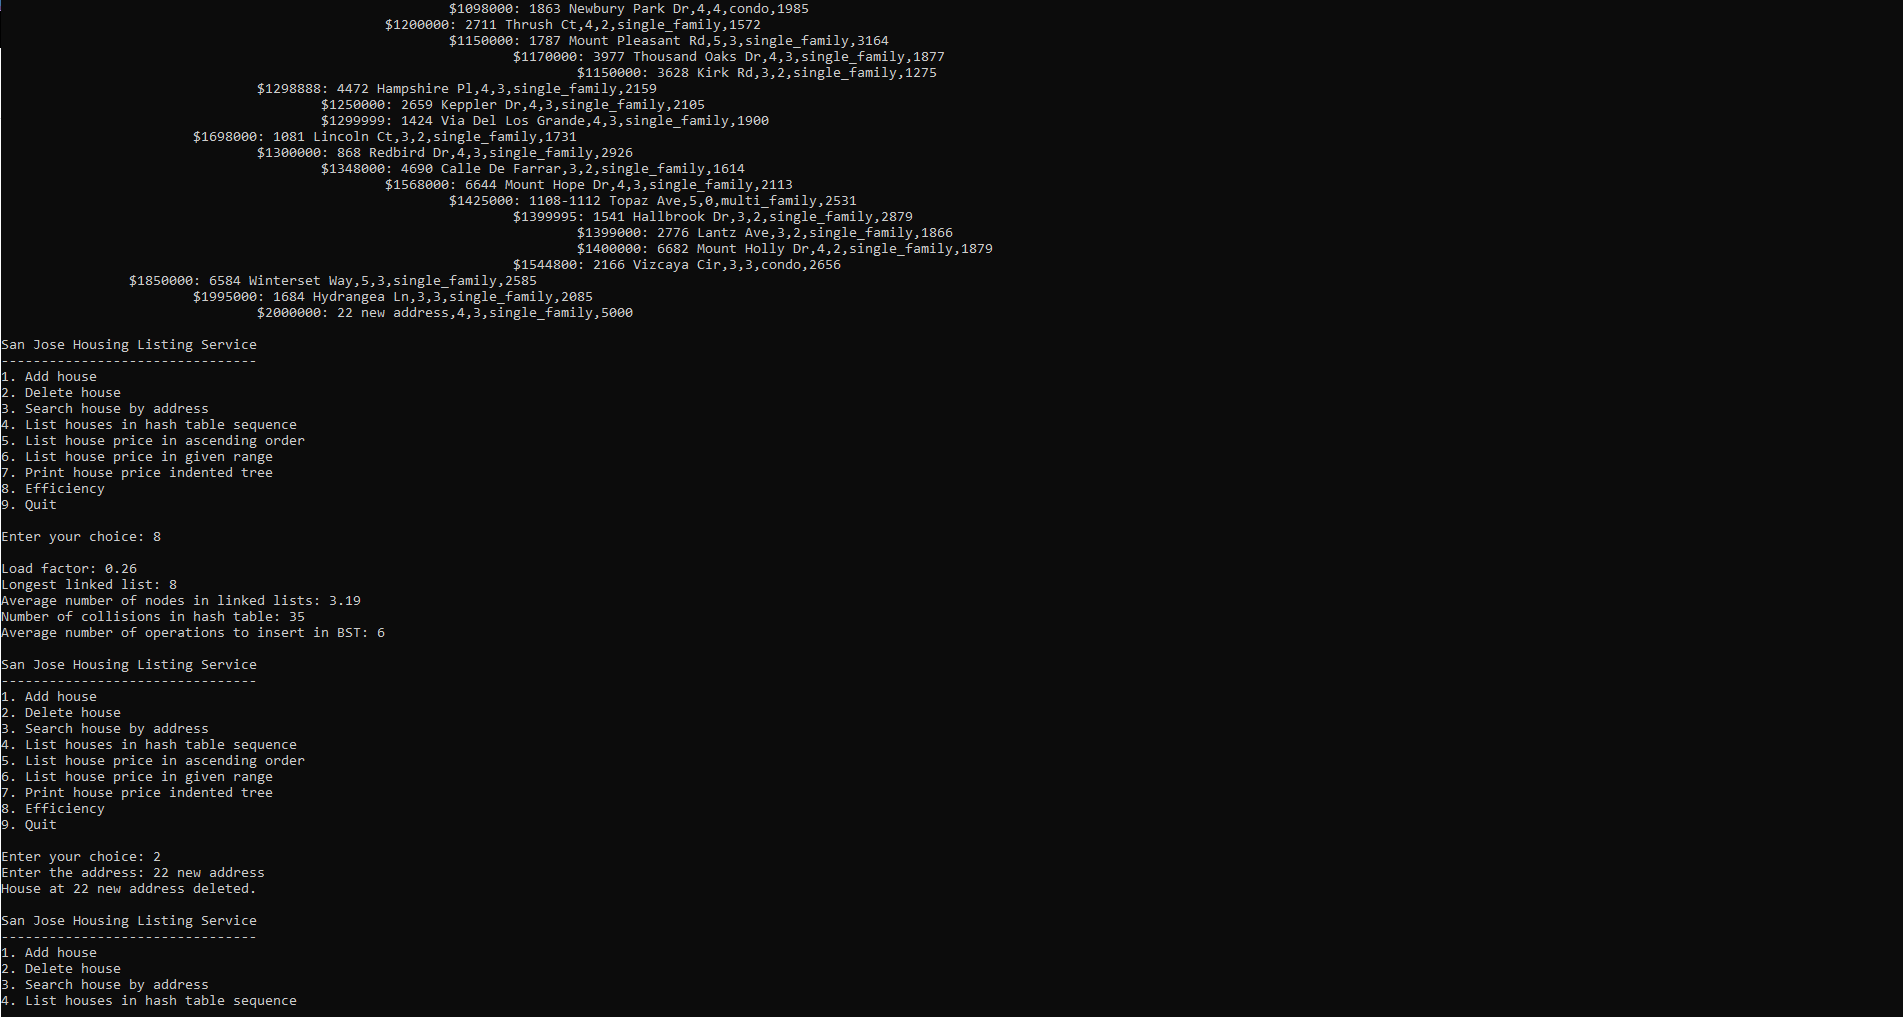 $1098000: 1863 Newbury Park Dr,4,4,condo,1985
$1200000: 2711 Thrush Ct,4,2,single_family,1572
$1150000: 1787 Mount Pleasant Rd,5,3,single_family,3164
$1170000: 3977 Thousand Oaks Dr,4,3,single_family,1877
$1150000: 3628 Kirk Rd,3,2,single_family,1275
$1298888: 4472 Hampshire Pl,4,3,single_family,2159
$1250000: 2659 Keppler Dr,4,3,single_family,2105
$1299999: 1424 Via Del Los Grande,4,3,single_family,1900
$1698000: 1081 Lincoln Ct,3,2,single_family,1731
$1300000: 868 Redbird Dr,4,3,single_family,2926
$1348000: 4690 Calle De Farrar,3,2,single_family,1614
$1568000: 6644 Mount Hope Dr,4,3,single_family,2113
$1425000: 1108-1112 Topaz Ave,5,0,multi_family,2531
$1399995: 1541 Hallbrook Dr,3,2,single_family,2879
$1399000: 2776 Lantz Ave,3,2,single_family,1866
$1400000: 6682 Mount Holly Dr,4,2,single_family,1879
$1544800: 2166 Vizcaya Cir,3,3,condo,2656
$1850000: 6584 Winterset Way,5,3,single_family,2585
$1995000: 1684 Hydrangea Ln,3,3,single_family,2085
$2000000: 22 new address,4,3,single_family,5000
San Jose Housing Listing Service
--------------------------------
1. Add house
2. Delete house
3. Search house by address
4. List houses in hash table sequence
5. List house price in ascending order
6. List house price in given range
7. Print house price indented tree
8. Efficiency
9. Quit
Enter your choice: 8
Load factor: 0.26
Longest linked list: 8
Average number of nodes in linked lists: 3.19
Number of collisions in hash table: 35
Average number of operations to insert in BST: 6
San Jose Housing Listing Service
--------------------------------
1. Add house
2. Delete house
3. Search house by address
4. List houses in hash table sequence
5. List house price in ascending order
6. List house price in given range
7. Print house price indented tree
8. Efficiency
9. Quit
Enter your choice: 2
Enter the address: 22 new address
House at 22 new address deleted.
San Jose Housing Listing Service
--------------------------------
1. Add house
2. Delete house
3. Search house by address
4. List houses in hash table sequence